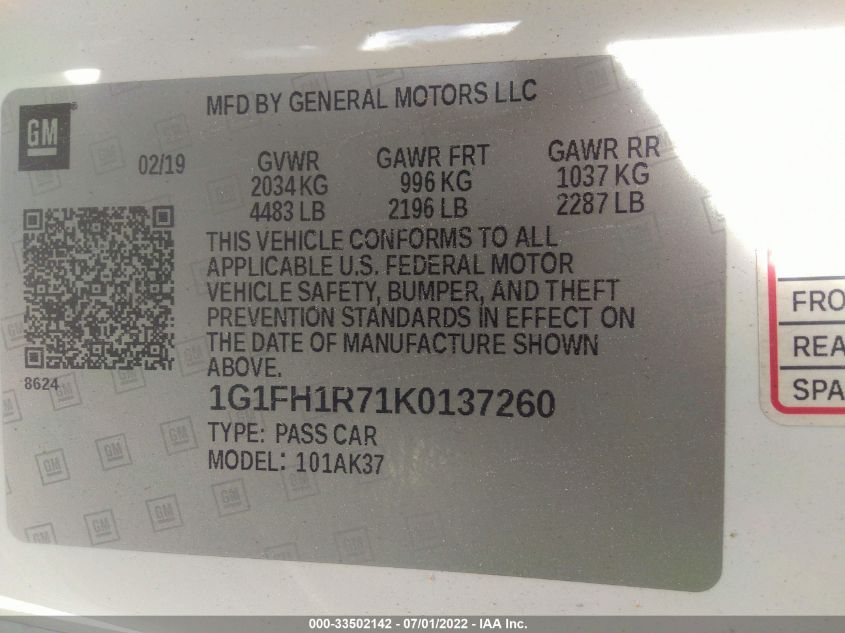 GM
MFD BY GENERAL MOTORS LLC
02/19
GVWR GAWR FRT GAWR RR
2034 KG 996 KG 1037 KG
4483 LB 2196 LB 2287 LB
THIS VEHICLE CONFORMS TO ALL
APPLICABLE U.S. FEDERAL MOTOR
VEHICLE SAFETY, BUMPER, AND THEFT
PREVENTION STANDARDS IN EFFECT ON
THE DATE OF MANUFACTURE SHOWN
ABOVE.
8624
1G1FH1R71K0137260
TYPE: PASS CAR
MODEL: 101AK37
FRO
REA
SPA
000-33502142 - 07/01/2022 - IAA Inc.